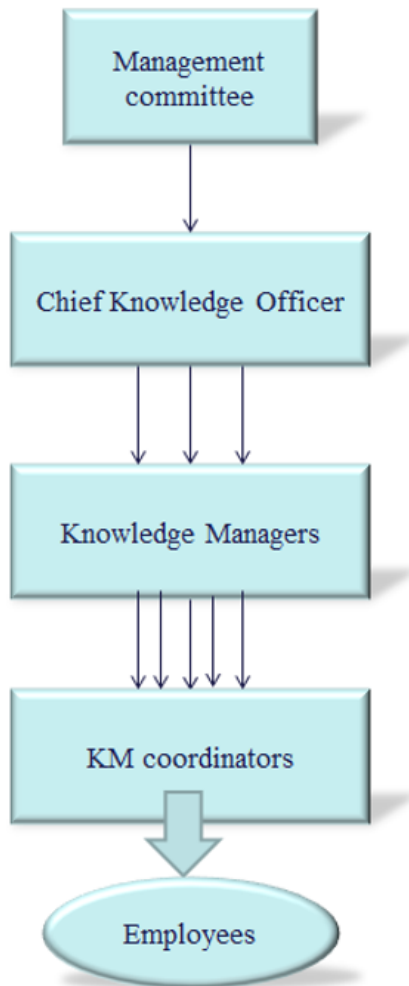 Management
committee
Chief Knowledge Officer
Knowledge Managers
KM coordinators
Employees